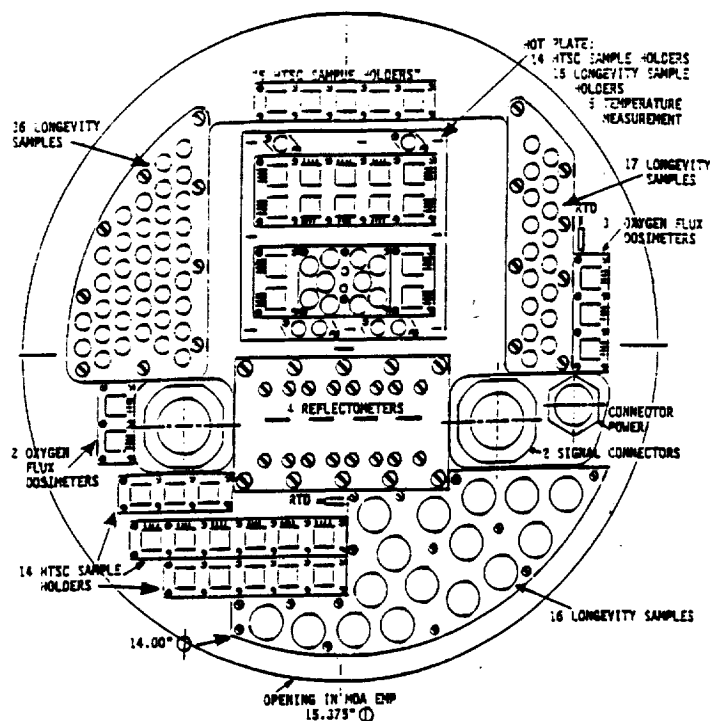 HOT PLATE:
14 HTSC SAMPLE HOLDERS
15 LONGEVITY SAMPLE
HOLDERS
TEMPERATURE
MEASUREMENT
HTSC SAMPLE HOLDERS
36 LONGEVITY
SAMPLES
17 LONGEVITY
SAMPLES
RTD
OXYGEN FLUX
DOSIMETERS
4 REFLECTOMETERS
CONNECTOR
POWER
2 SIGNAL CONNECTORS
2 OXYGEN
FLUX
DOSIMETERS
RTD
14 HTSC SAMPLE
HOLDERS
16 LONGEVITY SAMPLES
14.00"
OPENING IN MDA EMP
15.375"